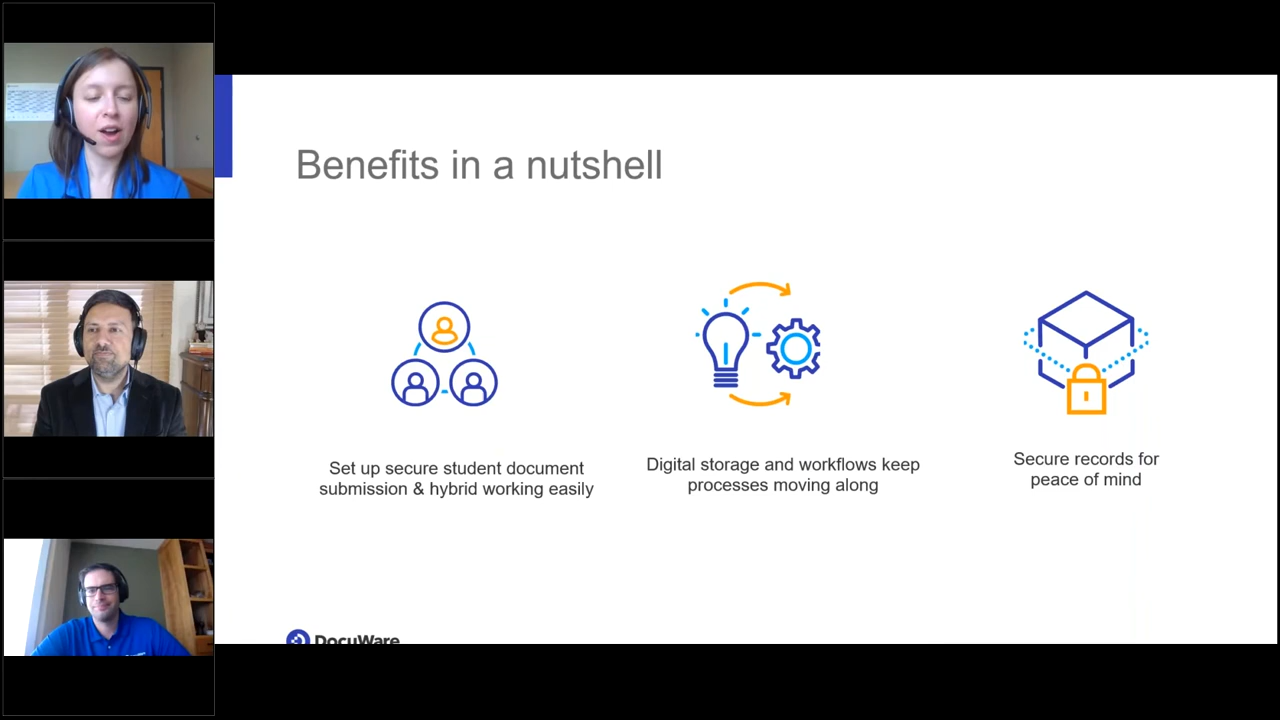 Benefits in a nutshell
Set up secure student document
submission & hybrid working easily
Digital storage and workflows keep
processes moving along
Secure records for
peace of mind
DocuWare